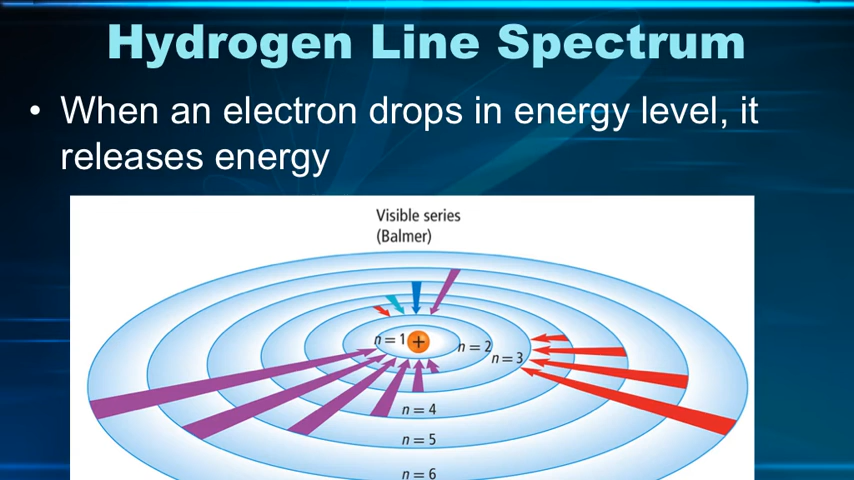 Hydrogen Line Spectrum
• When an electron drops in energy level, it
releases energy
Visible series
(Balmer)
n = 1
+
n = 2
n = 3
n = 4
n = 5
n = 6